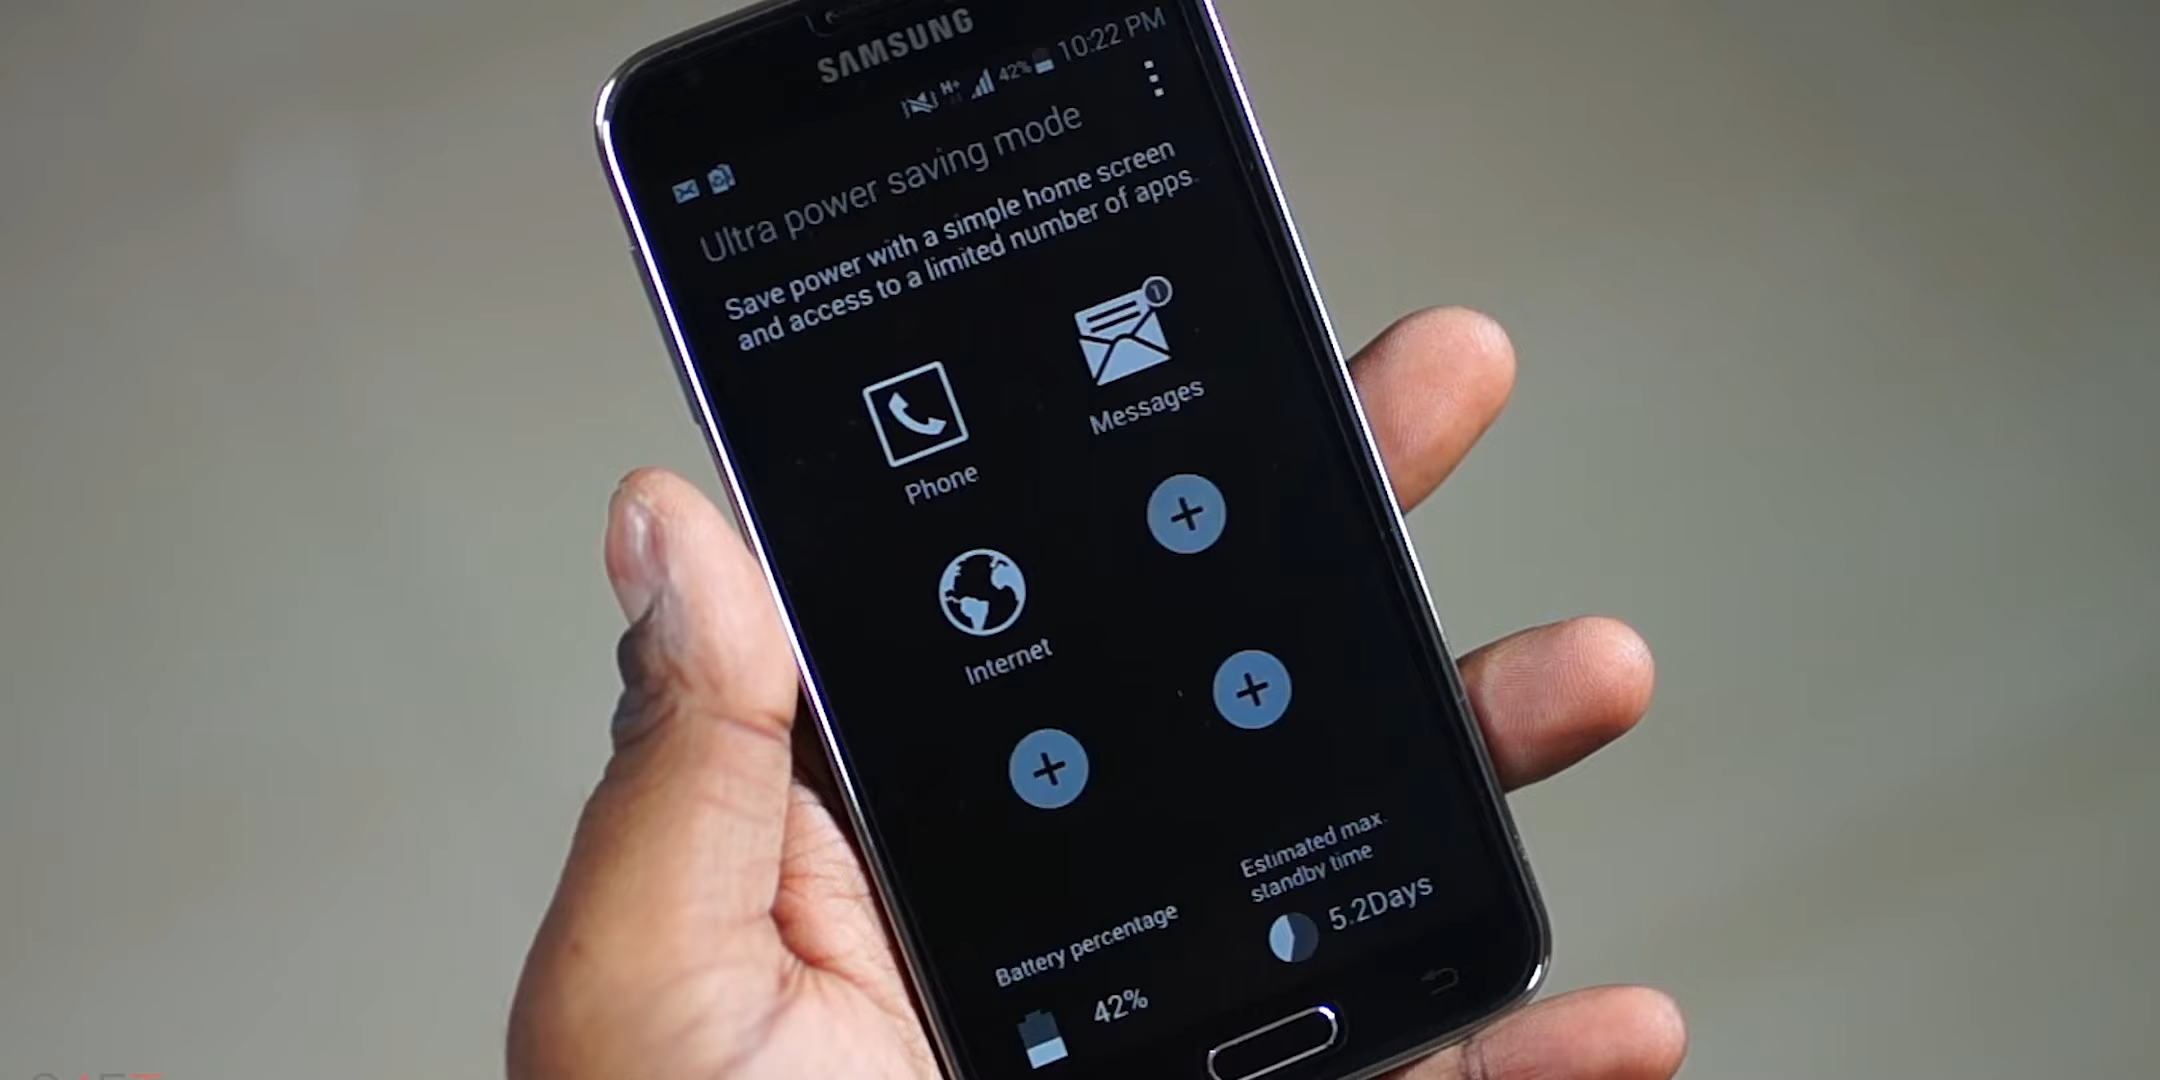 SAMSUNG
H+ 42% 10:22 PM
Ultra power saving mode
Save power with a simple home screen
and access to a limited number of apps.
1
Phone
Messages
Internet
Battery percentage
42%
Estimated max.
standby time
5.2Days